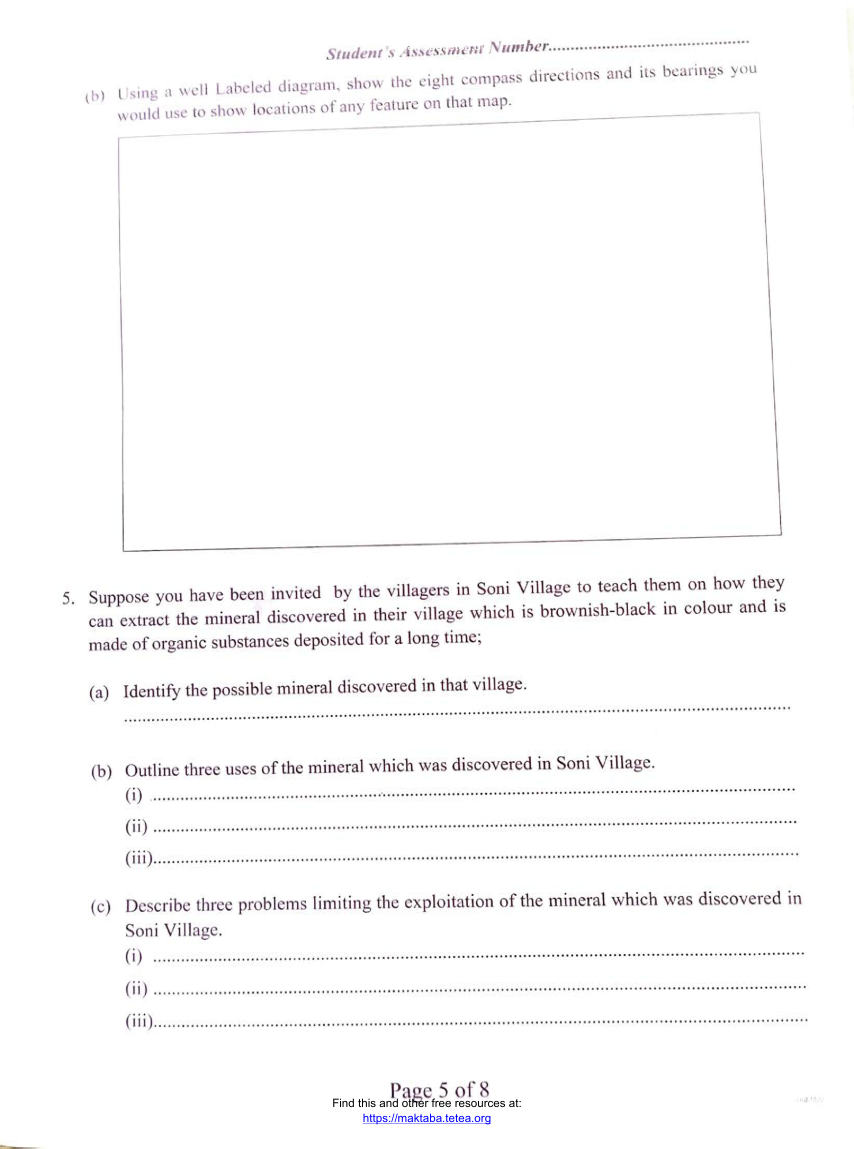 Student's Assessment Number..............................................
(b) Using a well Labeled diagram, show the eight compass directions and its bearings you
would use to show locations of any feature on that map.
5. Suppose you have been invited by the villagers in Soni Village to teach them on how they
can extract the mineral discovered in their village which is brownish-black in colour and is
made of organic substances deposited for a long time;
(a) Identify the possible mineral discovered in that village.
..............................................................................................................................
(b) Outline three uses of the mineral which was discovered in Soni Village.
(i) ..............................................................................................................................
(ii) ..............................................................................................................................
(iii)..............................................................................................................................
(c) Describe three problems limiting the exploitation of the mineral which was discovered in
Soni Village.
(i) ..............................................................................................................................
(ii) ..............................................................................................................................
(iii)..............................................................................................................................
Page 5 of 8
Find this and other free resources at:
https://maktaba.tetea.org